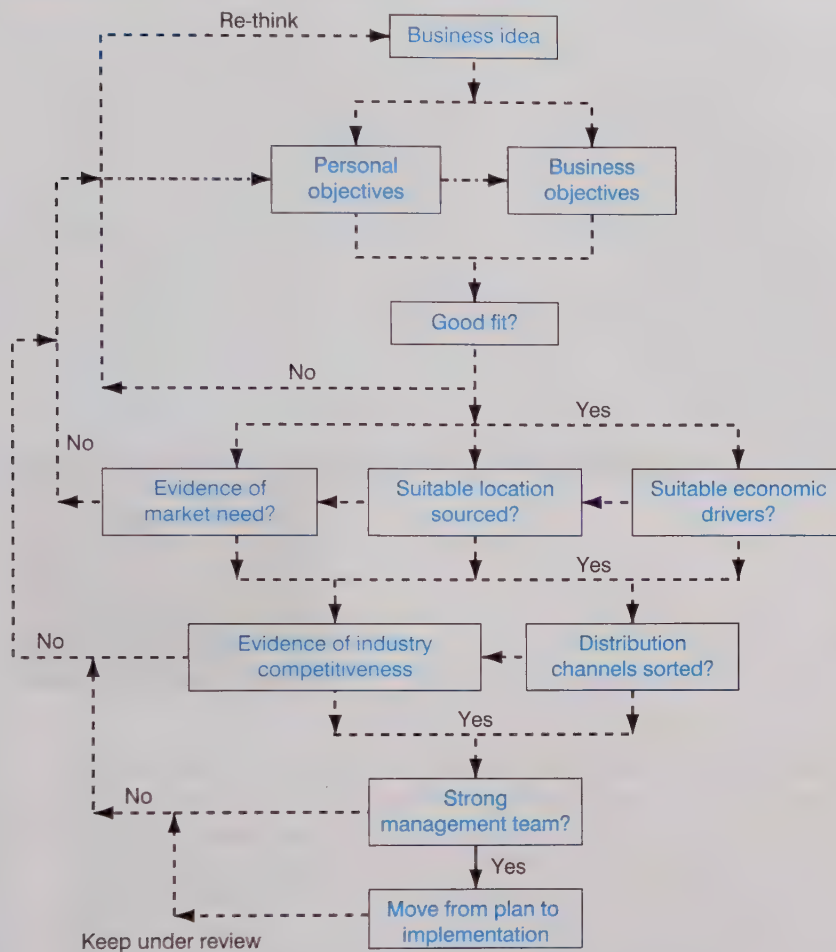 Re-think
Business idea
Personal
objectives
Business
objectives
Good fit?
No
Yes
No
Evidence of
market need?
Suitable location
sourced?
Suitable economic
drivers?
Yes
No
Evidence of industry
competitiveness
Distribution
channels sorted?
Yes
No
Strong
management team?
Yes
Move from plan to
implementation
Keep under review